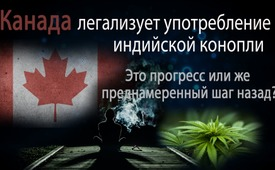 Канада легализует употребление
индийской конопли
Это прогресс или же
преднамеренный шаг назад?